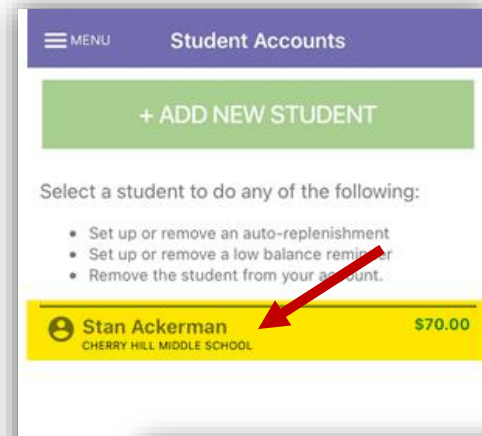 MENU Student Accounts
+ ADD NEW STUDENT
Select a student to do any of the following:
• Set up or remove an auto-replenishment
• Set up or remove a low balance reminder
• Remove the student from your account.
Stan Ackerman $70.00
CHERRY HILL MIDDLE SCHOOL